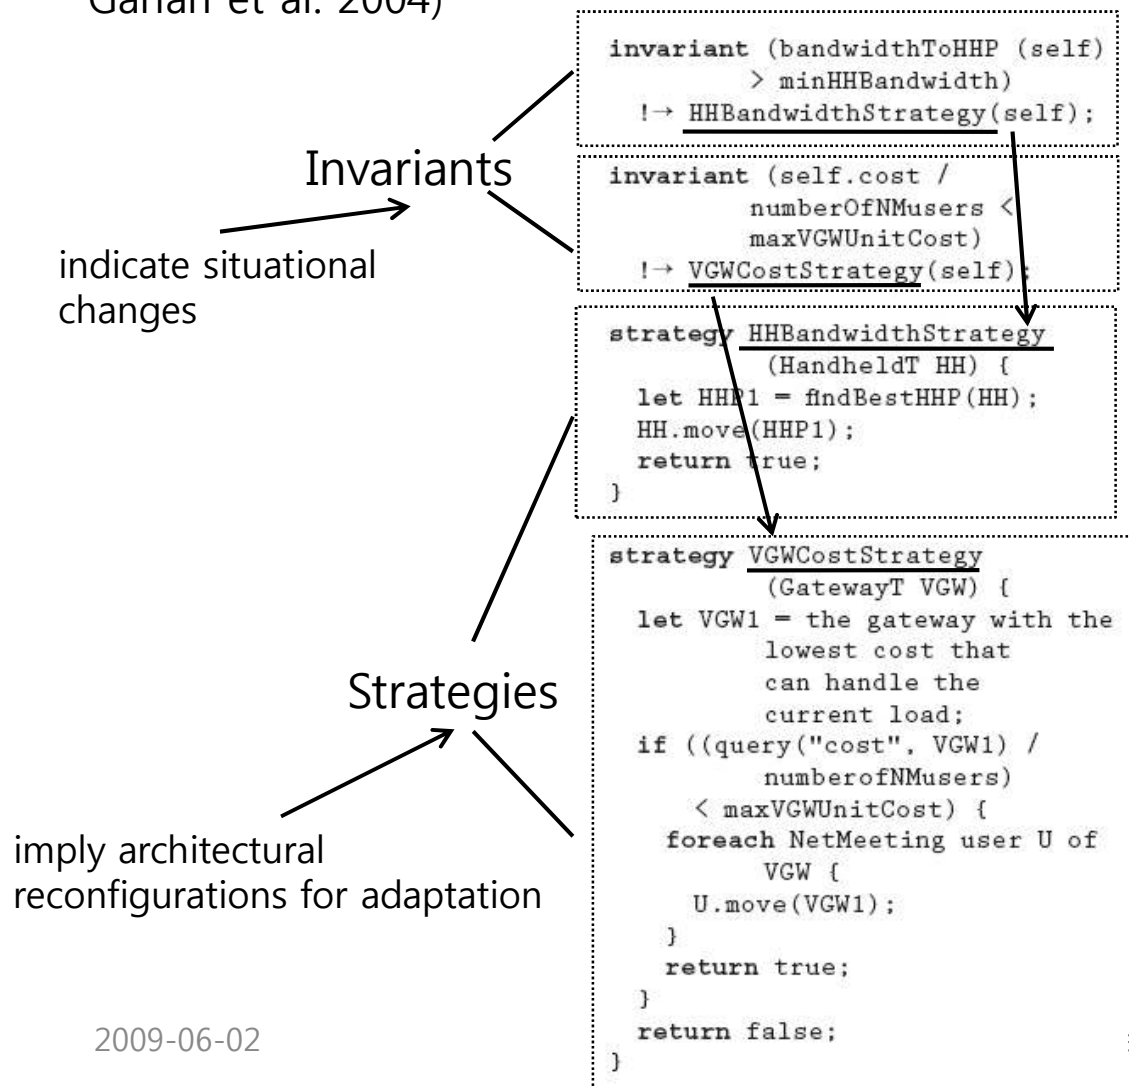 Garlan et al. 2004)
invariant (bandwidthToHHP (self)
> minHHBandwidth)
!→ HHBandwidthStrategy(self);
Invariants
invariant (self.cost /
numberOfNMusers <
maxVGWUnitCost)
!→ VGWCostStrategy(self);
indicate situational
changes
strategy HHBandwidthStrategy
(HandheldT HH) {
let HHP1 = findBestHHP(HH);
HH.move(HHP1);
return true;
}
strategy VGWCostStrategy
(GatewayT VGW) {
let VGW1 = the gateway with the
lowest cost that
can handle the
current load;
Strategies
if ((query("cost", VGW1) /
numberofNMusers)
< maxVGWUnitCost) {
foreach NetMeeting user U of
VGW {
U.move(VGW1);
}
return true;
}
return false;
}
imply architectural
reconfigurations for adaptation
2009-06-02